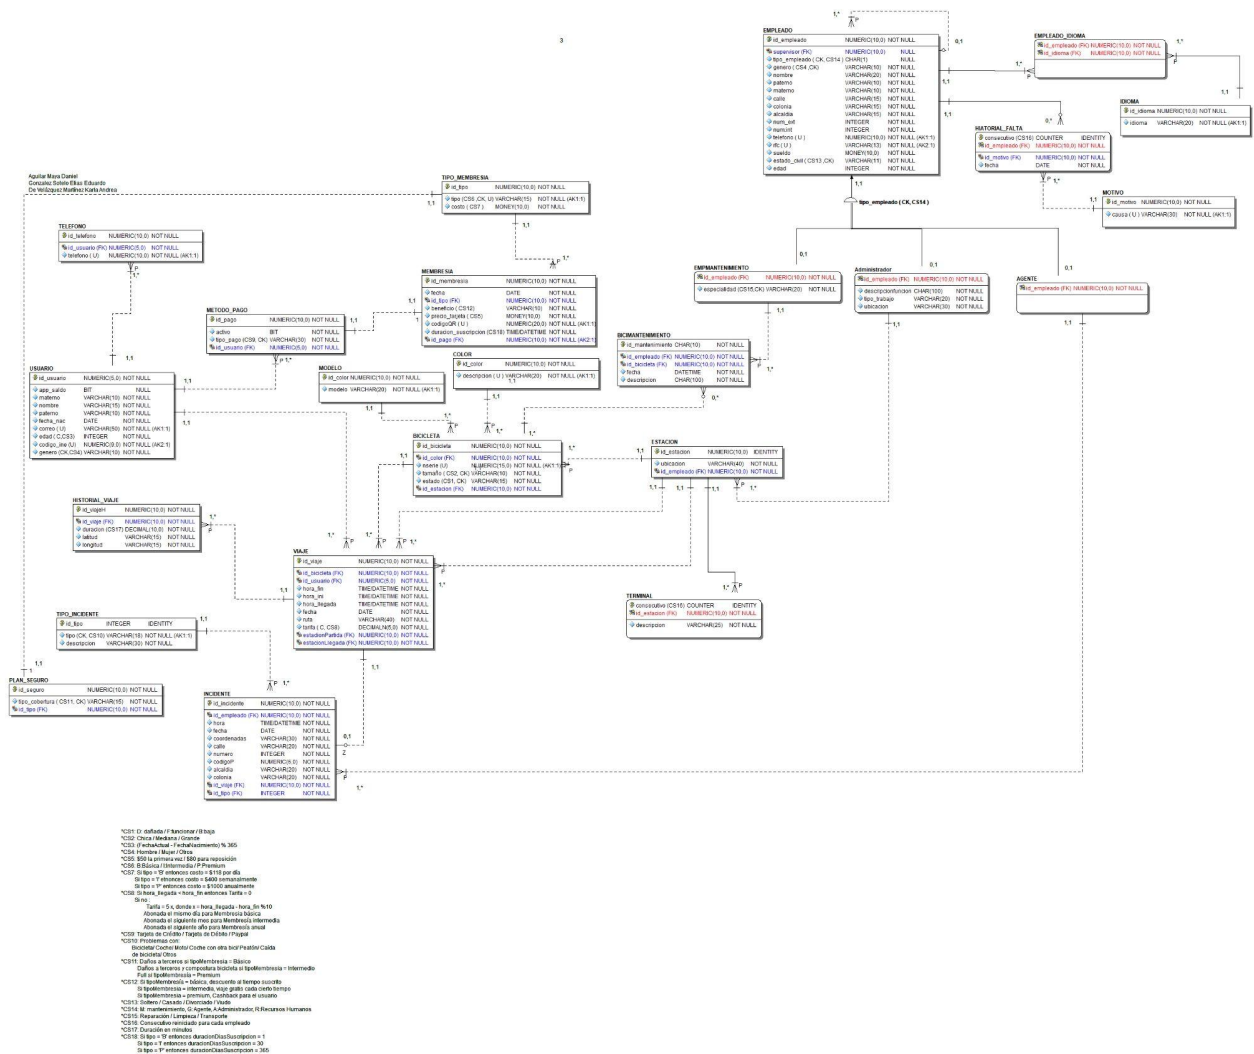 3
Aguilar Maya Daniel
Gonzalez Sotelo Elias Eduardo
De Velázquez Martínez Karla Andrea
EMPLEADO
id_empleado NUMERIC(10,0) NOT NULL
supervisor (FK) NUMERIC(10,0) NULL
tipo_empleado ( CK, CS14 ) CHAR(1) NULL
genero ( CS4 ,CK) VARCHAR(10) NOT NULL
nombre VARCHAR(20) NOT NULL
paterno VARCHAR(10) NOT NULL
materno VARCHAR(10) NOT NULL
calle VARCHAR(15) NOT NULL
colonia VARCHAR(15) NOT NULL
alcaldia VARCHAR(15) NOT NULL
num_ext INTEGER NOT NULL
numint INTEGER NOT NULL
telefono ( U ) NUMERIC(10,0) NOT NULL (AK1:1)
rfc ( U ) VARCHAR(13) NOT NULL (AK2:1)
sueldo MONEY(10,0) NOT NULL
estado_civil (CS13 ,CK) VARCHAR(11) NOT NULL
edad INTEGER NOT NULL
EMPLEADO_IDIOMA
id_empleado (FK) NUMERIC(10,0) NOT NULL
id_idioma (FK) NUMERIC(10,0) NOT NULL
IDIOMA
id_idioma NUMERIC(10,0) NOT NULL
idioma VARCHAR(20) NOT NULL (AK1:1)
HIATORIAL_FALTA
consecutivo (CS16) COUNTER IDENTITY
id_empleado (FK) NUMERIC(10,0) NOT NULL
id_motivo (FK) NUMERIC(10,0) NOT NULL
fecha DATE NOT NULL
MOTIVO
id_motivo NUMERIC(10,0) NOT NULL
causa ( U ) VARCHAR(30) NOT NULL (AK1:1)
tipo_empleado ( CK, CS14 )
TIPO_MEMBRESIA
id_tipo NUMERIC(10,0) NOT NULL
tipo (CS6 ,CK, U) VARCHAR(15) NOT NULL (AK1:1)
costo ( CS7 ) MONEY(10,0) NOT NULL
TELEFONO
id_telefono NUMERIC(10,0) NOT NULL
id_usuario (FK) NUMERIC(5,0) NOT NULL
telefono ( U) NUMERIC(10,0) NOT NULL (AK1:1)
MEMBRESIA
id_membresia NUMERIC(10,0) NOT NULL
fecha DATE NOT NULL
id_tipo (FK) NUMERIC(10,0) NOT NULL
beneficio ( CS12) VARCHAR(10) NOT NULL
precio_tarjeta ( CS5) MONEY(10,0) NOT NULL
codigoQR ( U ) NUMERIC(20,0) NOT NULL (AK1:1)
duracion_suscripcion (CS18) TIME/DATETIME NOT NULL
id_pago (FK) NUMERIC(10,0) NOT NULL (AK2:1)
METODO_PAGO
id_pago NUMERIC(10,0) NOT NULL
activo BIT NOT NULL
tipo_pago (CS9, CK) VARCHAR(30) NOT NULL
id_usuario (FK) NUMERIC(5,0) NOT NULL
EMPMANTENIMIENTO
id_empleado (FK) NUMERIC(10,0) NOT NULL
especialidad (CS15,CK) VARCHAR(20) NOT NULL
Administrador
id_empleado (FK) NUMERIC(10,0) NOT NULL
descripcionfuncion CHAR(100) NOT NULL
tipo_trabajo VARCHAR(20) NOT NULL
ubicacion VARCHAR(30) NOT NULL
AGENTE
id_empleado (FK) NUMERIC(10,0) NOT NULL
BICIMANTENIMIENTO
id_mantenimiento CHAR(10) NOT NULL
id_empleado (FK) NUMERIC(10,0) NOT NULL
id_bicicleta (FK) NUMERIC(10,0) NOT NULL
fecha DATETIME NOT NULL
descripcion CHAR(100) NOT NULL
COLOR
id_color NUMERIC(10,0) NOT NULL
descripcion ( U ) VARCHAR(20) NOT NULL (AK1:1)
MODELO
id_color NUMERIC(10,0) NOT NULL
modelo VARCHAR(20) NOT NULL (AK1:1)
USUARIO
id_usuario NUMERIC(5,0) NOT NULL
app_saldo BIT NULL
materno VARCHAR(10) NOT NULL
nombre VARCHAR(15) NOT NULL
paterno VARCHAR(10) NOT NULL
fecha_nac DATE NOT NULL
correo ( U) VARCHAR(50) NOT NULL (AK1:1)
edad ( C,CS3) INTEGER NOT NULL
codigo_ine (U) NUMERIC(9,0) NOT NULL (AK2:1)
genero (CK,CS4) VARCHAR(10) NOT NULL
BICICLETA
id_bicicleta NUMERIC(10,0) NOT NULL
id_color (FK) NUMERIC(10,0) NOT NULL
nserie (U) NUMERIC(15,0) NOT NULL (AK1:1)
tamaño ( CS2, CK) VARCHAR(10) NOT NULL
estado (CS1, CK) VARCHAR(15) NOT NULL
id_estacion (FK) NUMERIC(10,0) NOT NULL
ESTACION
id_estacion NUMERIC(10,0) IDENTITY
ubicacion VARCHAR(40) NOT NULL
id_empleado (FK) NUMERIC(10,0) NOT NULL
HISTORIAL_VIAJE
id_viajeH NUMERIC(10,0) NOT NULL
id_viaje (FK) NUMERIC(10,0) NOT NULL
duracion (CS17) DECIMAL(10,0) NOT NULL
latitud VARCHAR(15) NOT NULL
longitud VARCHAR(15) NOT NULL
VIAJE
id_viaje NUMERIC(10,0) NOT NULL
id_bicicleta (FK) NUMERIC(10,0) NOT NULL
id_usuario (FK) NUMERIC(5,0) NOT NULL
hora_fin TIME/DATETIME NOT NULL
hora_ini TIME/DATETIME NOT NULL
hora_llegada TIME/DATETIME NOT NULL
fecha DATE NOT NULL
ruta VARCHAR(40) NOT NULL
tarifa ( C, CS8) DECIMALN(5,0) NOT NULL
estacionPartida (FK) NUMERIC(10,0) NOT NULL
estacionLlegada (FK) NUMERIC(10,0) NOT NULL
TERMINAL
consecutivo (CS16) COUNTER IDENTITY
id_estacion (FK) NUMERIC(10,0) NOT NULL
descripcion VARCHAR(25) NOT NULL
TIPO_INCIDENTE
id_tipo INTEGER IDENTITY
tipo (CK, CS10) VARCHAR(18) NOT NULL (AK1:1)
descripcion VARCHAR(30) NOT NULL
PLAN_SEGURO
id_seguro NUMERIC(10,0) NOT NULL
tipo_cobertura ( CS11, CK) VARCHAR(15) NOT NULL
id_tipo (FK) NUMERIC(10,0) NOT NULL
INCIDENTE
id_incidente NUMERIC(10,0) NOT NULL
id_empleado (FK) NUMERIC(10,0) NOT NULL
hora TIME/DATETIME NOT NULL
fecha DATE NOT NULL
coordenadas VARCHAR(30) NOT NULL
calle VARCHAR(20) NOT NULL
numero INTEGER NOT NULL
codigoP NUMERIC(5,0) NOT NULL
alcaldia VARCHAR(20) NOT NULL
colonia VARCHAR(20) NOT NULL
id_viaje (FK) NUMERIC(10,0) NOT NULL
id_tipo (FK) INTEGER NOT NULL
*CS1: D: dañada / F:funcionar / B:baja
*CS2: Chica / Mediana / Grande
*CS3: (FechaActual - FechaNacimiento) % 365
*CS4: Hombre / Mujer / Otros
*CS5: $50 la primera vez / $80 para reposición
*CS6: B:Básica / I:Intermedia / P:Premium
*CS7: Si tipo = 'B' entonces costo = $118 por día
Si tipo = 'I' etnonces costo = $400 semanalmente
Si tipo = 'P' entonces costo = $1000 anualmente
*CS8: Si hora_llegada < hora_fin entonces Tarifa = 0
Si no :
Tarifa = 5 x, donde x = hora_llegada - hora_fin %10
Abonada el mismo día para Membresía básica
Abonada el siguiente mes para Membresía intermedia
Abonada el siguiente año para Membresía anual
*CS9: Tarjeta de Crédito / Tarjeta de Débito / Paypal
*CS10: Problemas con:
Bicicleta/ Coche/ Moto/ Coche con otra bici/ Peatón/ Caída
de bicicleta/ Otros
*CS11: Daños a terceros si tipoMembresia = Básico
Daños a terceros y compostura bicicleta si tipoMembresía = Intermedio
Full si tipoMembresía = Premium
*CS12: Si tipoMembresía = básica, descuento al tiempo suscrito
Si tipoMembresía = intermedia, viaje gratis cada cierto tiempo
Si tipoMembresía = premium, Cashback para el usuario
*CS13: Soltero / Casado / Divorciado / Viudo
*CS14: M: mantenimiento, G:Agente, A:Administrador, R:Recursos Humanos
*CS15: Reparación / Limpieza / Transporte
*CS16: Consecutivo reiniciado para cada empleado
*CS17: Duración en minutos
*CS18: Si tipo = 'B' entonces duracionDiasSuscripcion = 1
Si tipo = 'I' entonces duracionDiasSuscripcion = 30
Si tipo = 'P' entonces duracionDiasSuscripcion = 365